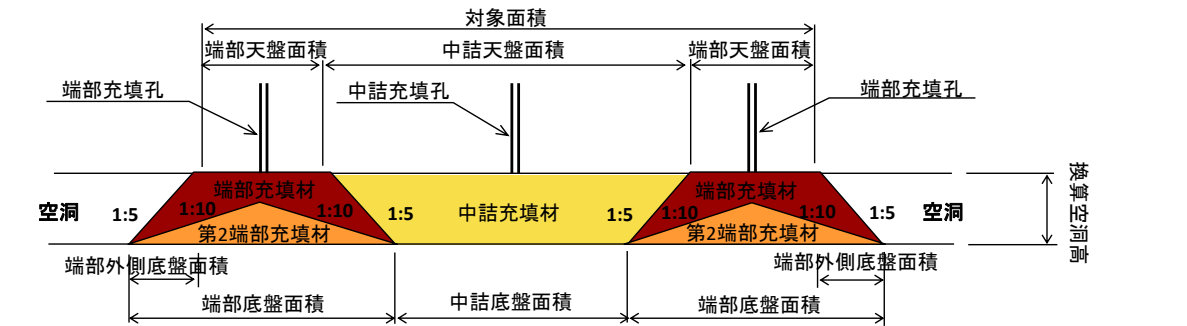 対象面積
端部天盤面積
中詰天盤面積
端部天盤面積
端部充填孔
中詰充填孔
端部充填孔
端部充填材
端部充填材
空洞
1:5
1:10
1:10
1:5
中詰充填材
1:5
1:10
1:10
1:5
空洞
第2端部充填材
第2端部充填材
換算空洞高
端部外側底盤面積
端部外側底盤面積
端部底盤面積
中詰底盤面積
端部底盤面積